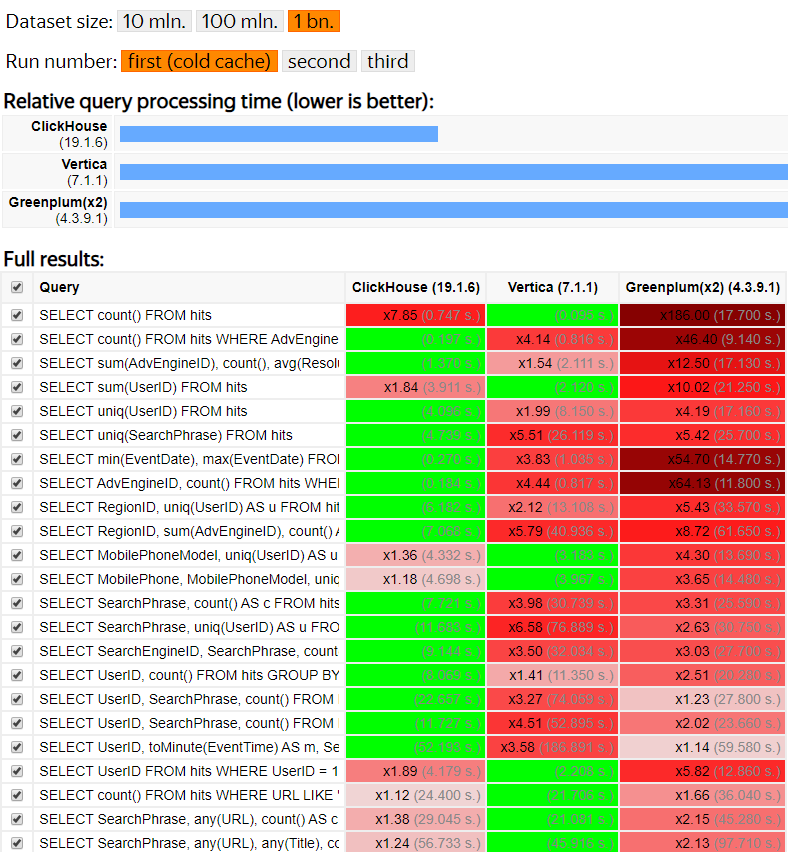 Dataset size: 10 mln. 100 mln. 1 bn.
Run number: first (cold cache) second third
Relative query processing time (lower is better):
ClickHouse
(19.1.6)
Vertica
(7.1.1)
Greenplum(x2)
(4.3.9.1)
Full results:
Query ClickHouse (19.1.6) Vertica (7.1.1) Greenplum(x2) (4.3.9.1)
SELECT count() FROM hits x7.85 (0.747 s.) (0.095 s.) x186.00 (17.700 s.)
SELECT count() FROM hits WHERE AdvEngine (0.197 s.) x4.14 (0.816 s.) x46.40 (9.140 s.)
SELECT sum(AdvEngineID), count(), avg(Resolu (1.370 s.) x1.54 (2.111 s.) x12.50 (17.130 s.)
SELECT sum(UserID) FROM hits x1.84 (3.911 s.) (2.120 s.) x10.02 (21.250 s.)
SELECT uniq(UserID) FROM hits (4.096 s.) x1.99 (8.150 s.) x4.19 (17.160 s.)
SELECT uniq(SearchPhrase) FROM hits (4.739 s.) x5.51 (26.119 s.) x5.42 (25.700 s.)
SELECT min(EventDate), max(EventDate) FRO (0.270 s.) x3.83 (1.035 s.) x54.70 (14.770 s.)
SELECT AdvEngineID, count() FROM hits WHE (0.184 s.) x4.44 (0.817 s.) x64.13 (11.800 s.)
SELECT RegionID, uniq(UserID) AS u FROM hit (6.182 s.) x2.12 (13.108 s.) x5.43 (33.570 s.)
SELECT RegionID, sum(AdvEngineID), count() A (7.068 s.) x5.79 (40.936 s.) x8.72 (61.650 s.)
SELECT MobilePhoneModel, uniq(UserID) AS u x1.36 (4.332 s.) (3.183 s.) x4.30 (13.690 s.)
SELECT MobilePhone, MobilePhoneModel, uniq x1.18 (4.698 s.) (3.967 s.) x3.65 (14.480 s.)
SELECT SearchPhrase, count() AS c FROM hits (7.721 s.) x3.98 (30.739 s.) x3.31 (25.590 s.)
SELECT SearchPhrase, uniq(UserID) AS u FRO (11.693 s.) x6.58 (76.889 s.) x2.63 s.)
SELECT SearchEngineID, SearchPhrase, count (9.144 s.) x3.50 (32.034 s.) x3.03 (27.700 s.)
SELECT UserID, count() FROM hits GROUP BY (8.069 s.) x1.41 (11.350 s.) x2.51 (20.280 s.)
SELECT UserID, SearchPhrase, count() FROM (22.657 s.) x3.27 (74.059 s.) x1.23 (27.800 s.)
SELECT UserID, SearchPhrase, count() FROM (11.727 s.) x4.51 (52.895 s.) x2.02 (23.660 s.)
SELECT UserID, toMinute(EventTime) AS m, Se s.) x3.58 (186.891 s.) x1.14 (59.580 s.)
SELECT UserID FROM hits WHERE UserID = 1 x1.89 (4.179 s.) (2.208 s.) x5.82 (12.860 s.)
SELECT count() FROM hits WHERE URL LIKE ' x1.12 (24.400 s.) (21.706 s.) x1.66 (36.040 s.)
SELECT SearchPhrase, any(URL), count() AS c x1.38 (29.045 s.) (21.091 s.) x2.15 (45.280 s.)
SELECT SearchPhrase, any(URL), any(Title), co x1.24 (56.733 s.) (45.916 s.) x2.13 (97.710 s.)